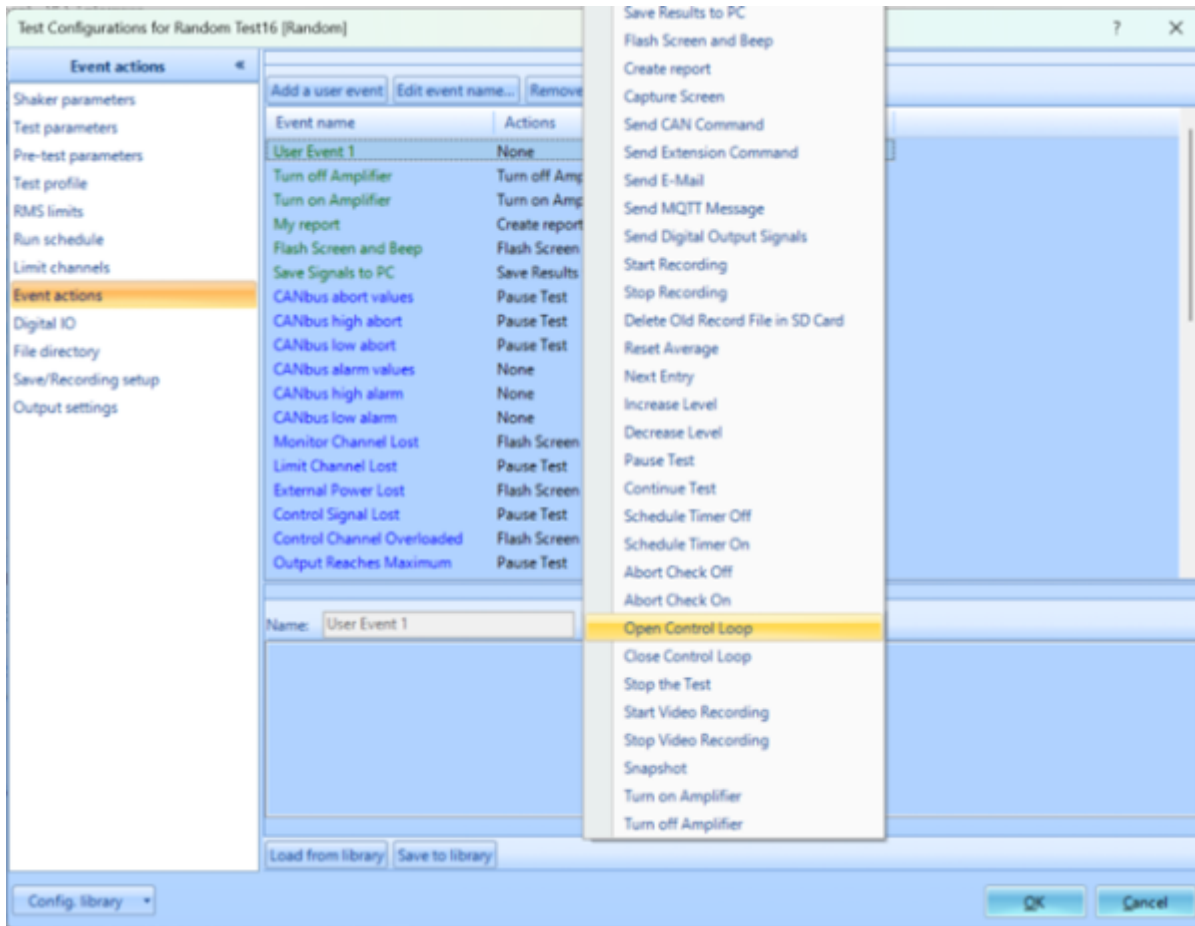 Test Configurations for Random Test16 [Random]
?
Event actions
Shaker parameters
Test parameters
Pre-test parameters
Test profile
RMS limits
Run schedule
Limit channels
Event actions
Digital IO
File directory
Save/Recording setup
Output settings
Add a user event
Edit event name...
Remove
Event name Actions
User Event 1 None
Turn off Amplifier Turn off Amp
Turn on Amplifier Turn on Amp
My report Create report
Flash Screen and Beep Flash Screen
Save Signals to PC Save Results
CANbus abort values Pause Test
CANbus high abort Pause Test
CANbus low abort Pause Test
CANbus alarm values None
CANbus high alarm None
CANbus low alarm None
Monitor Channel Lost Flash Screen
Limit Channel Lost Pause Test
External Power Lost Flash Screen
Control Signal Lost Pause Test
Control Channel Overloaded Flash Screen
Output Reaches Maximum Pause Test
Name: User Event 1
Save Results to PC
Flash Screen and Beep
Create report
Capture Screen
Send CAN Command
Send Extension Command
Send E-Mail
Send MQTT Message
Send Digital Output Signals
Start Recording
Stop Recording
Delete Old Record File in SD Card
Reset Average
Next Entry
Increase Level
Decrease Level
Pause Test
Continue Test
Schedule Timer Off
Schedule Timer On
Abort Check Off
Abort Check On
Open Control Loop
Close Control Loop
Stop the Test
Start Video Recording
Stop Video Recording
Snapshot
Turn on Amplifier
Turn off Amplifier
Load from library
Save to library
Config. library
OK
Cancel